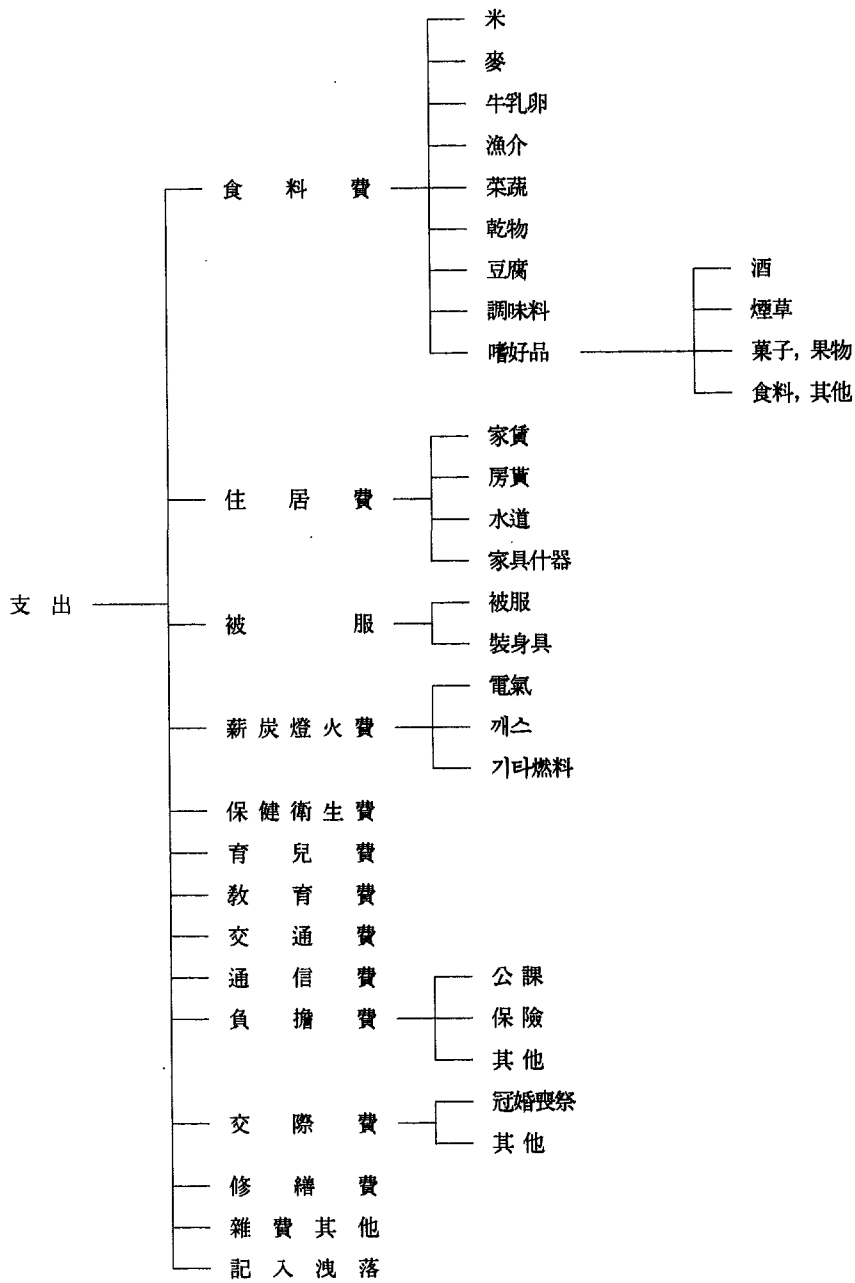 米
麥
牛乳卵
漁介
食料費
菜蔬
乾物
豆腐
酒
調味料
煙草
嗜好品
菓子, 果物
食料, 其他
家賃
房貰
住居費
水道
家具什器
支出
被服
被服
裝身具
電氣
薪炭燈火費
께스
기타燃料
保健衛生費
育兒費
敎育費
交通費
通信費
公課
負擔費
保險
其他
冠婚喪祭
交際費
其他
修繕費
雜費其他
記入洩落